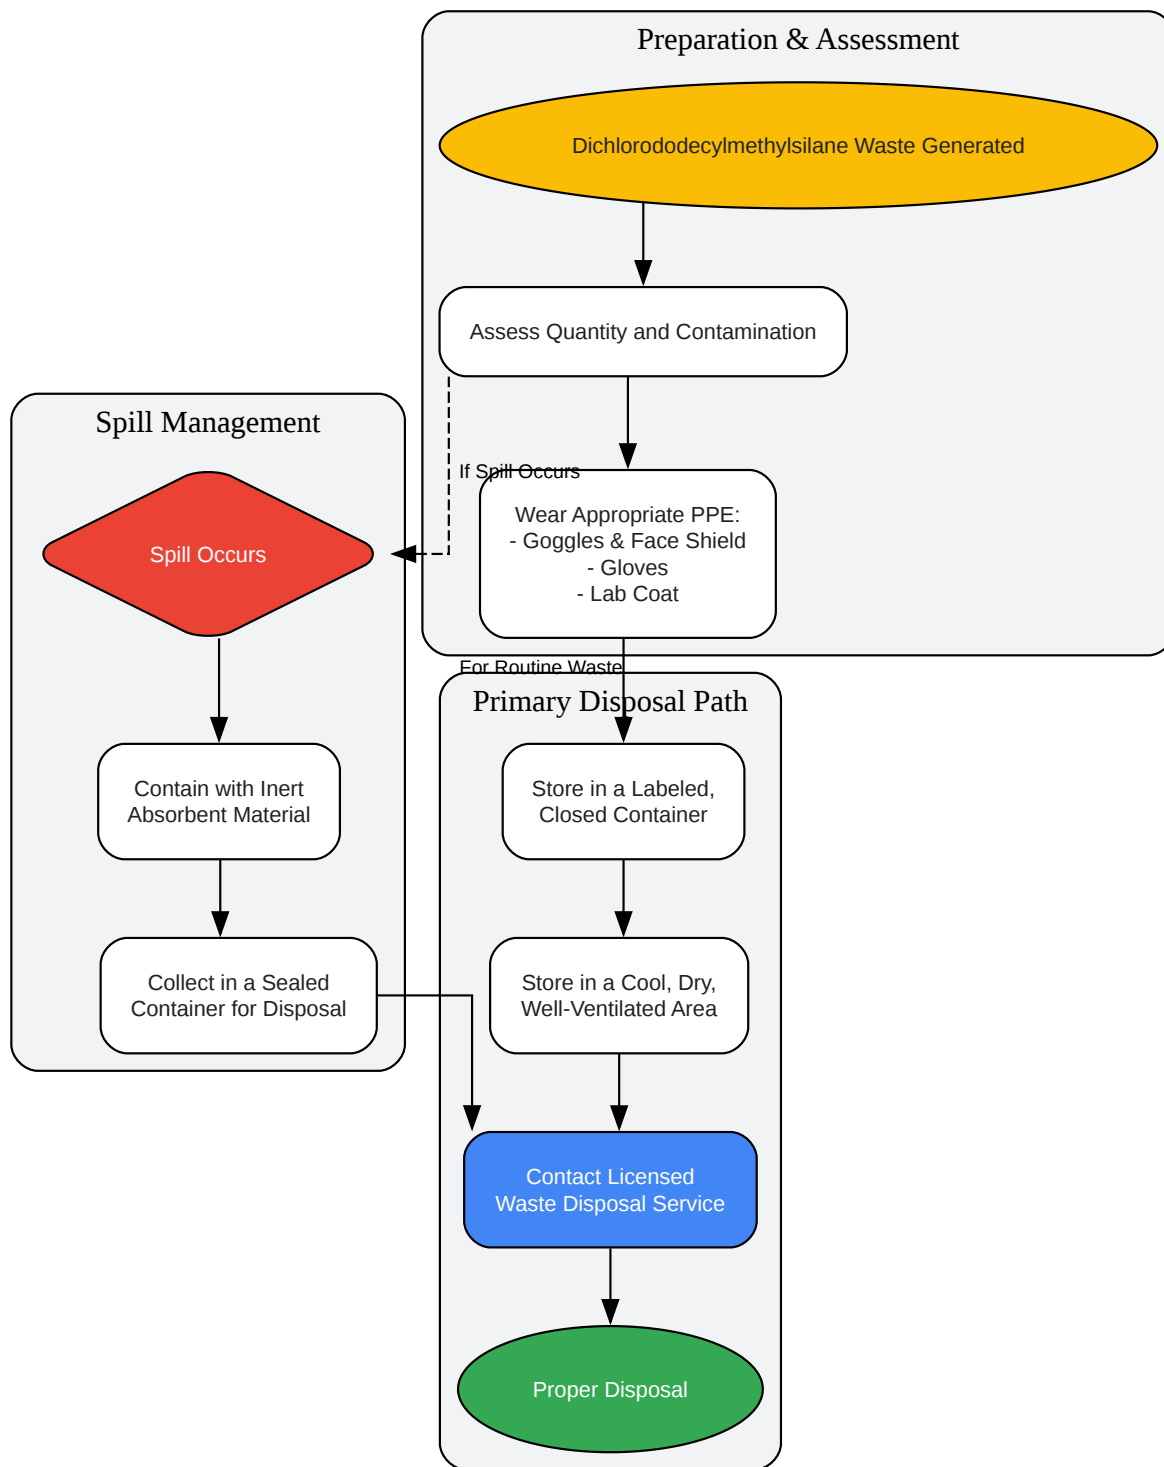 Preparation & Assessment
Dichlorododecylmethylsilane Waste Generated
Assess Quantity and Contamination
If Spill Occurs
Wear Appropriate PPE:
- Goggles & Face Shield
- Gloves
- Lab Coat
Spill Management
Spill Occurs
Contain with Inert
Absorbent Material
Collect in a Sealed
Container for Disposal
For Routine Waste
Primary Disposal Path
Store in a Labeled,
Closed Container
Store in a Cool, Dry,
Well-Ventilated Area
Contact Licensed
Waste Disposal Service
Proper Disposal